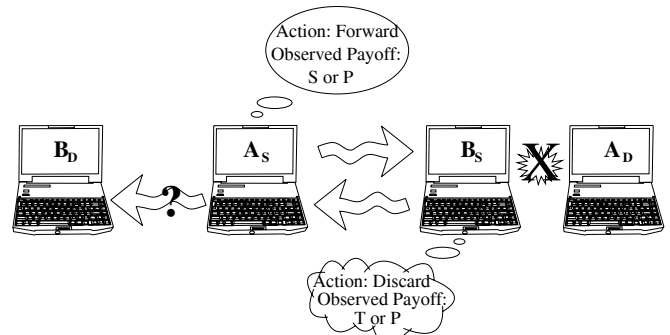 Action: Forward
Observed Payoff:
S or P
B_D
A_S
B_S
X
A_D
?
Action: Discard
Observed Payoff:
T or P